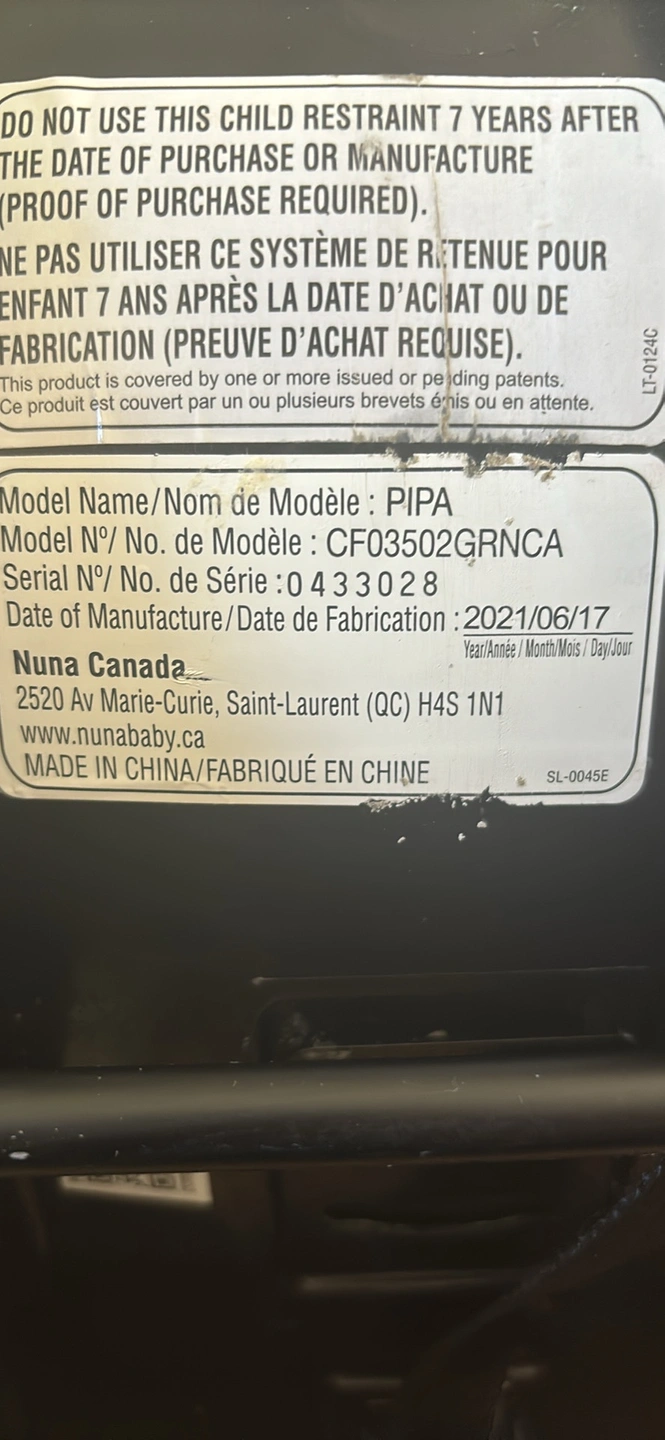 DO NOT USE THIS CHILD RESTRAINT 7 YEARS AFTER
THE DATE OF PURCHASE OR MANUFACTURE
(PROOF OF PURCHASE REQUIRED).
NE PAS UTILISER CE SYSTÈME DE RETENUE POUR
ENFANT 7 ANS APRÈS LA DATE D'ACHAT OU DE
FABRICATION (PREUVE D'ACHAT REQUISE).
This product is covered by one or more issued or pending patents.
Ce produit est couvert par un ou plusieurs brevets émis ou en attente.
LT-0124C
Model Name/Nom de Modèle : PIPA
Model Nº/ No. de Modèle : CF03502GRNCA
Serial Nº/ No. de Série :0433028
Date of Manufacture/Date de Fabrication : 2021/06/17
Year/Année / Month/Mois / Day/Jour
Nuna Canada
2520 Av Marie-Curie, Saint-Laurent (QC) H4S 1N1
www.nunababy.ca
MADE IN CHINA/FABRIQUÉ EN CHINE
SL-0045E